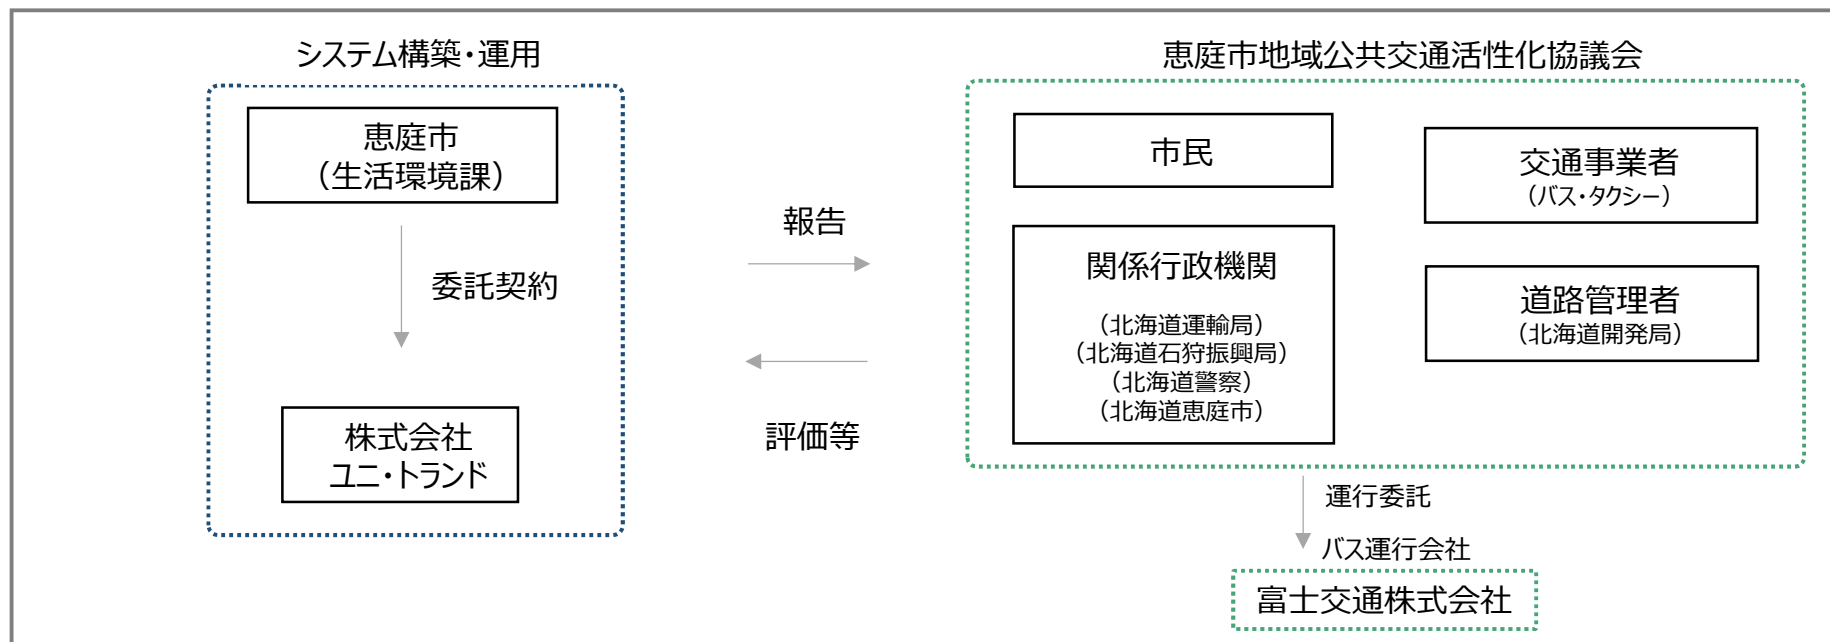 システム構築・運用
恵庭市
（生活環境課）
委託契約
株式会社
ユニ・トランド
報告
評価等
恵庭市地域公共交通活性化協議会
市民
交通事業者
（バス・タクシー）
関係行政機関
（北海道運輸局）
（北海道石狩振興局）
（北海道警察）
（北海道恵庭市）
道路管理者
（北海道開発局）
運行委託
バス運行会社
富士交通株式会社